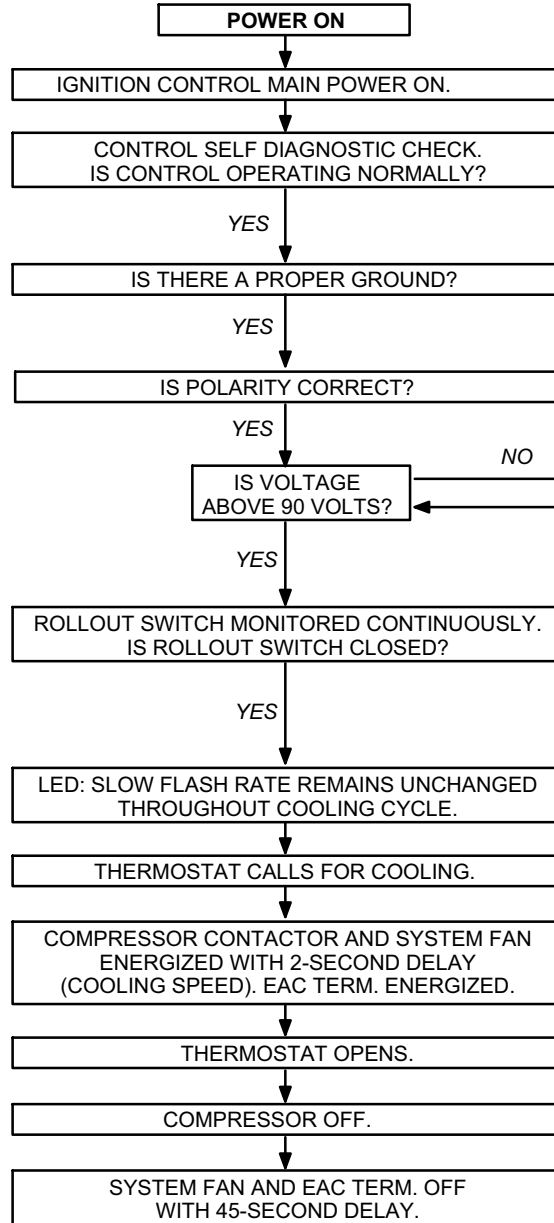 POWER ON
IGNITION CONTROL MAIN POWER ON.
CONTROL SELF DIAGNOSTIC CHECK.
IS CONTROL OPERATING NORMALLY?
YES
IS THERE A PROPER GROUND?
YES
IS POLARITY CORRECT?
YES
NO
IS VOLTAGE
ABOVE 90 VOLTS?
YES
ROLLOUT SWITCH MONITORED CONTINUOUSLY.
IS ROLLOUT SWITCH CLOSED?
YES
LED: SLOW FLASH RATE REMAINS UNCHANGED
THROUGHOUT COOLING CYCLE.
THERMOSTAT CALLS FOR COOLING.
COMPRESSOR CONTACTOR AND SYSTEM FAN
ENERGIZED WITH 2-SECOND DELAY
(COOLING SPEED). EAC TERM. ENERGIZED.
THERMOSTAT OPENS.
COMPRESSOR OFF.
SYSTEM FAN AND EAC TERM. OFF
WITH 45-SECOND DELAY.